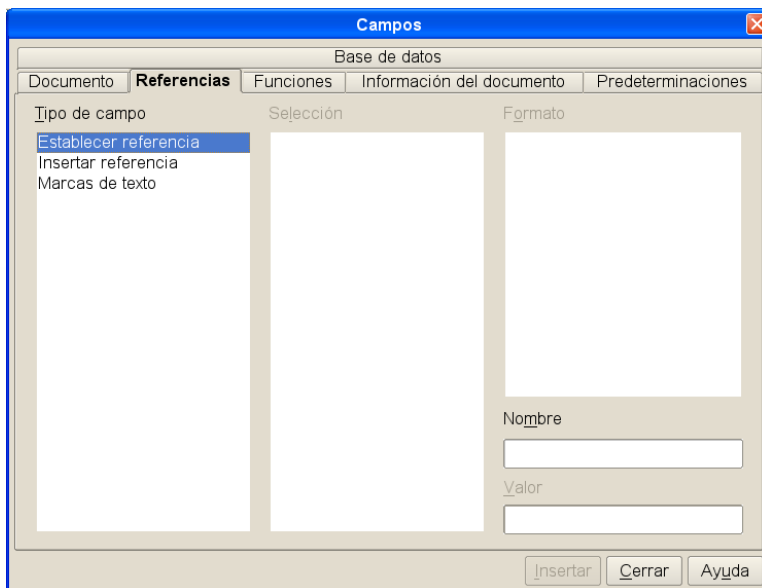 Campos
Base de datos
Documento Referencias Funciones Información del documento Predeterminaciones
Tipo de campo Selección Formato
Establecer referencia
Insertar referencia
Marcas de texto
Nombre
Valor
Insertar Cerrar Ayuda